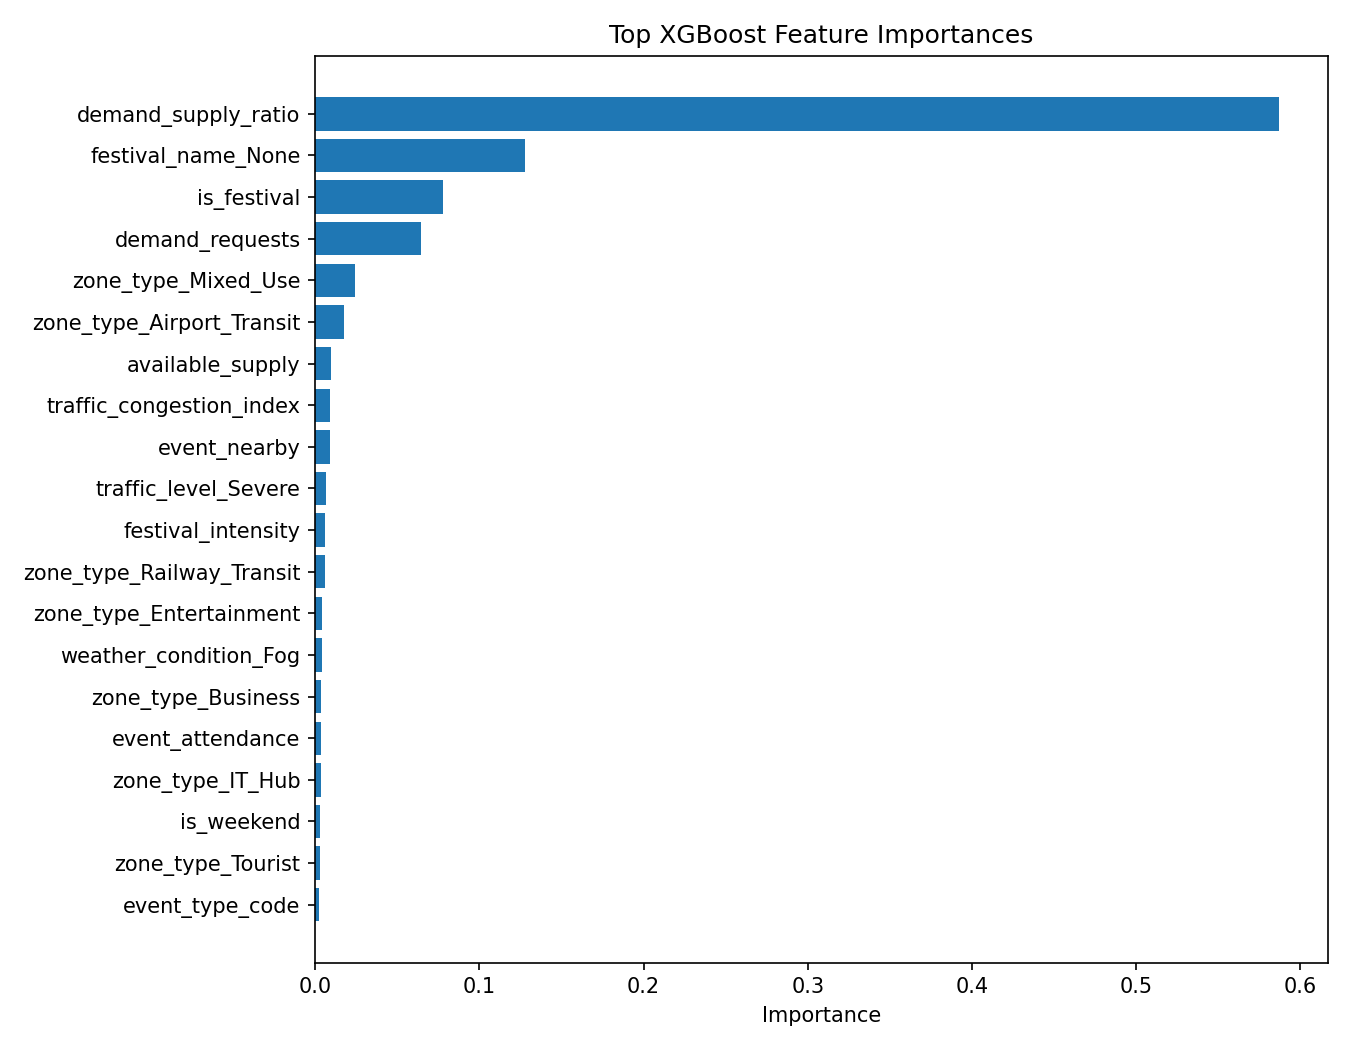 Top XGBoost Feature Importances
demand_supply_ratio
festival_name_None
is_festival
demand_requests
zone_type_Mixed_Use
zone_type_Airport_Transit
available_supply
traffic_congestion_index
event_nearby
traffic_level_Severe
festival_intensity
zone_type_Railway_Transit
zone_type_Entertainment
weather_condition_Fog
zone_type_Business
event_attendance
zone_type_IT_Hub
is_weekend
zone_type_Tourist
event_type_code
0.0 0.1 0.2 0.3 0.4 0.5 0.6
Importance